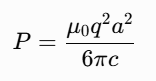 P = \frac{\mu_0 q^2 a^2}{6\pi c}